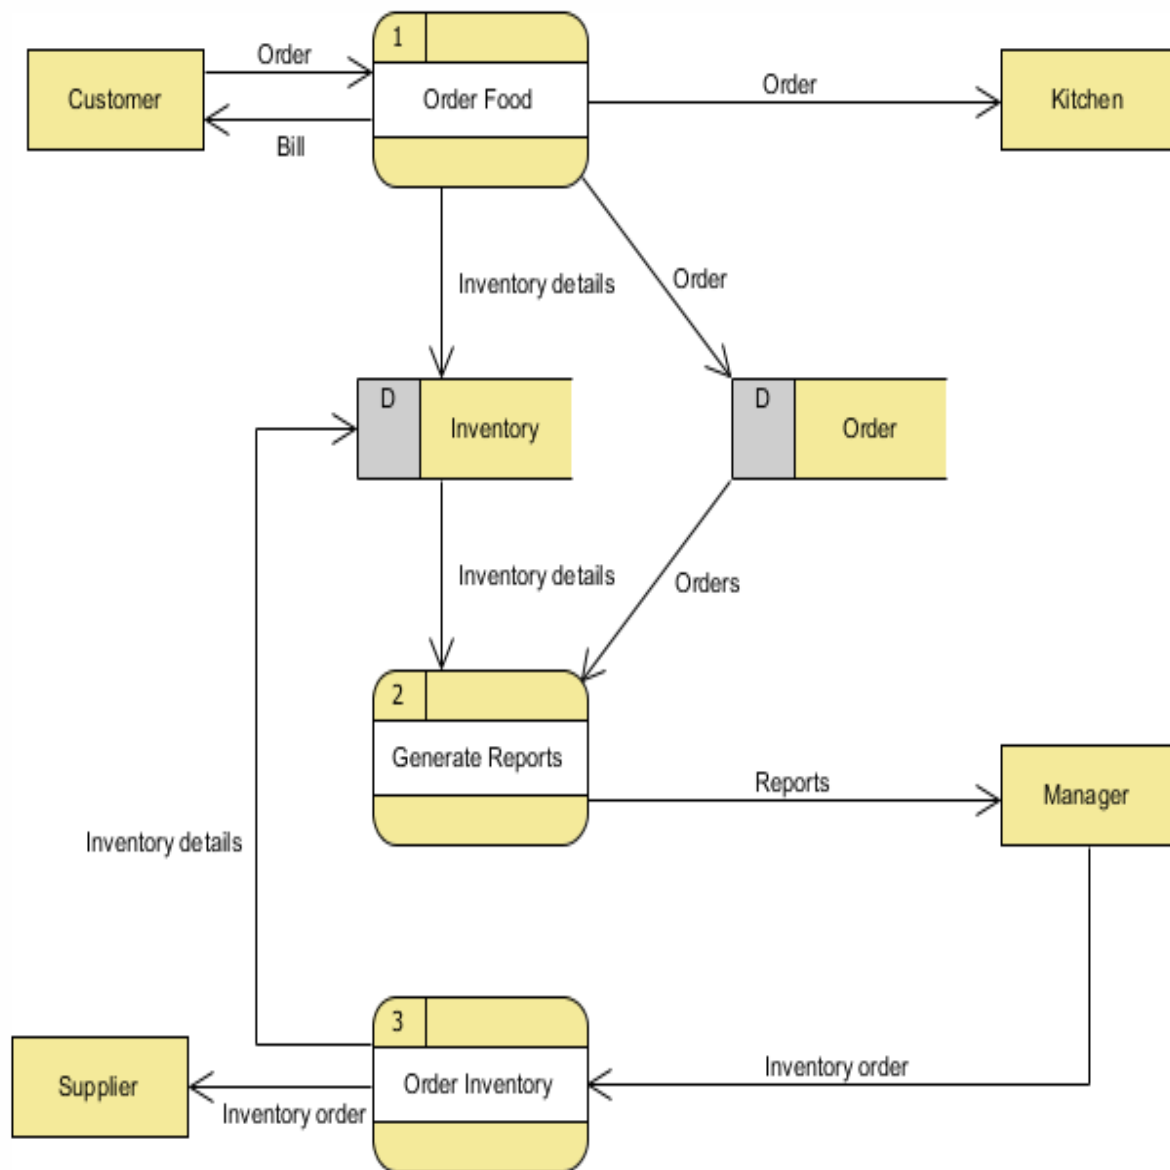 1
Order
Customer
Order Food
Order
Kitchen
Bill
Inventory details
Order
D
Inventory
D
Order
Inventory details
Orders
2
Generate Reports
Reports
Manager
Inventory details
3
Supplier
Order Inventory
Inventory order
Inventory order